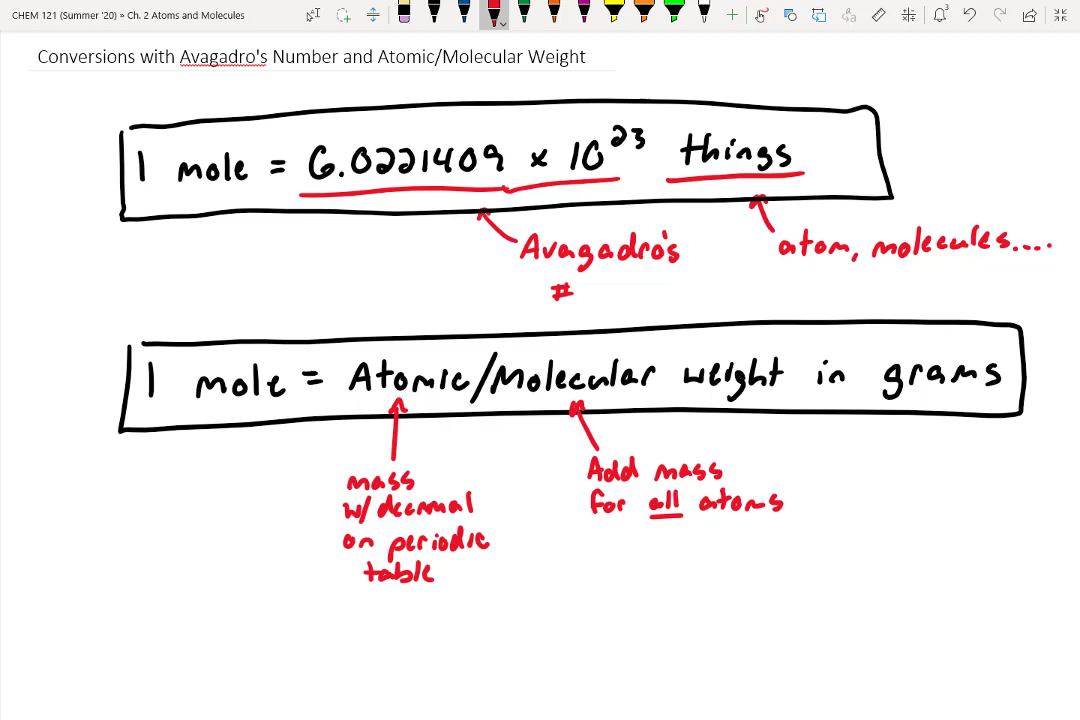 CHEM 121 (Summer '20) » Ch. 2 Atoms and Molecules
3
Conversions with Avagadro's Number and Atomic/Molecular Weight
1 mole = 6.0221409 × 10²³ things
Avagadro's
#
atom, molecules....
1 mole = Atomic/Molecular weight in grams
mass
w/decimal
on periodic
table
Add mass
for all atoms